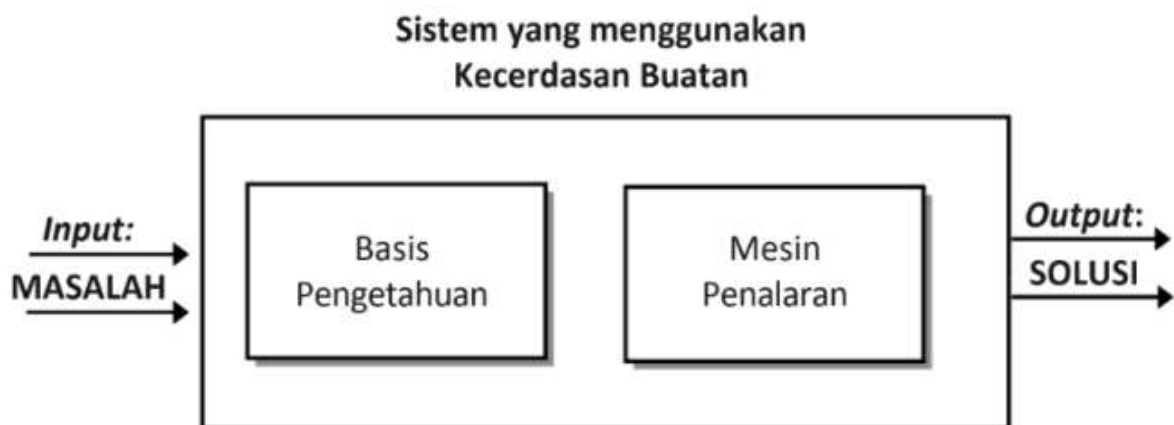 Sistem yang menggunakan
Kecerdasan Buatan
Input:
MASALAH
Basis
Pengetahuan
Mesin
Penalaran
Output:
SOLUSI